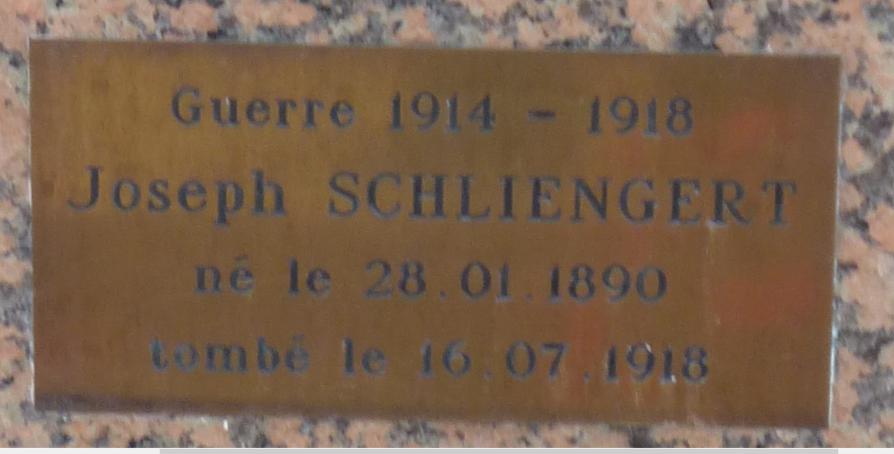 Guerre 1914 - 1918
Joseph SCHLIENGERT
né le 28.01.1890
tombé le 16.07.1918